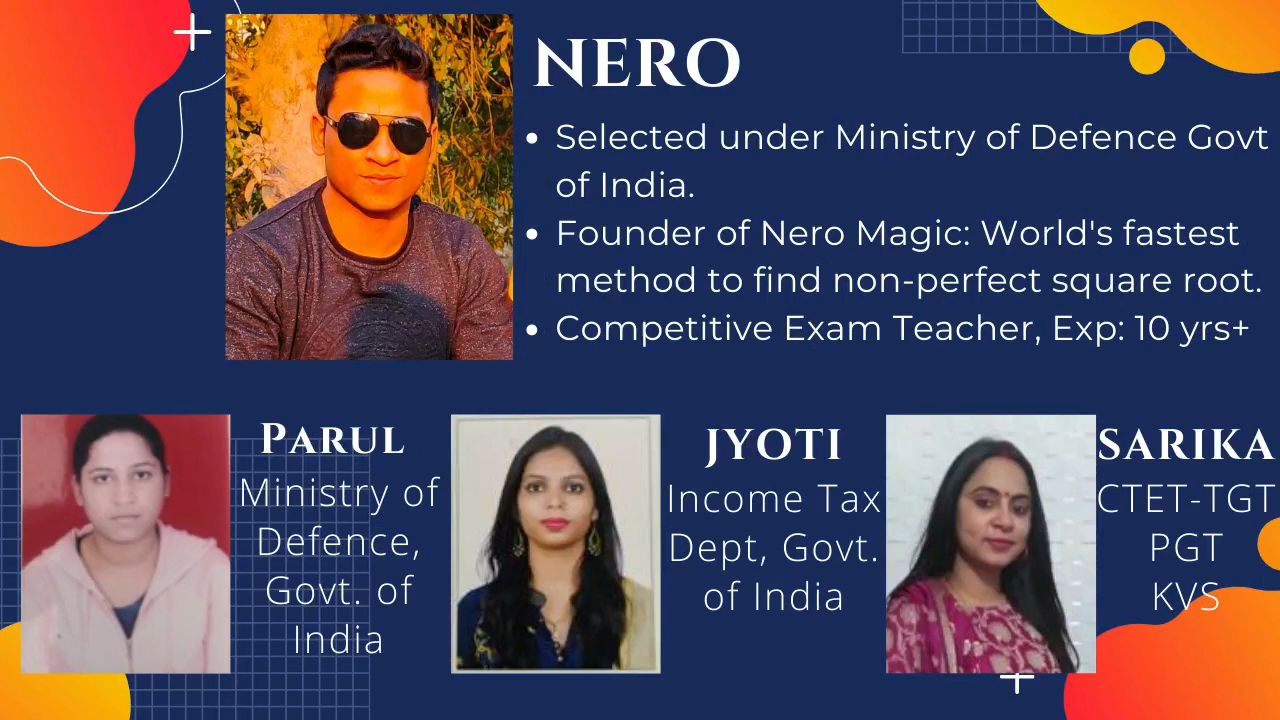 NERO
• Selected under Ministry of Defence Govt
of India.
• Founder of Nero Magic: World's fastest
method to find non-perfect square root.
• Competitive Exam Teacher, Exp: 10 yrs+
PARUL
Ministry of
Defence,
Govt. of
India
JYOTI
Income Tax
Dept, Govt.
of India
SARIKA
CTET-TGT
PGT
KVS